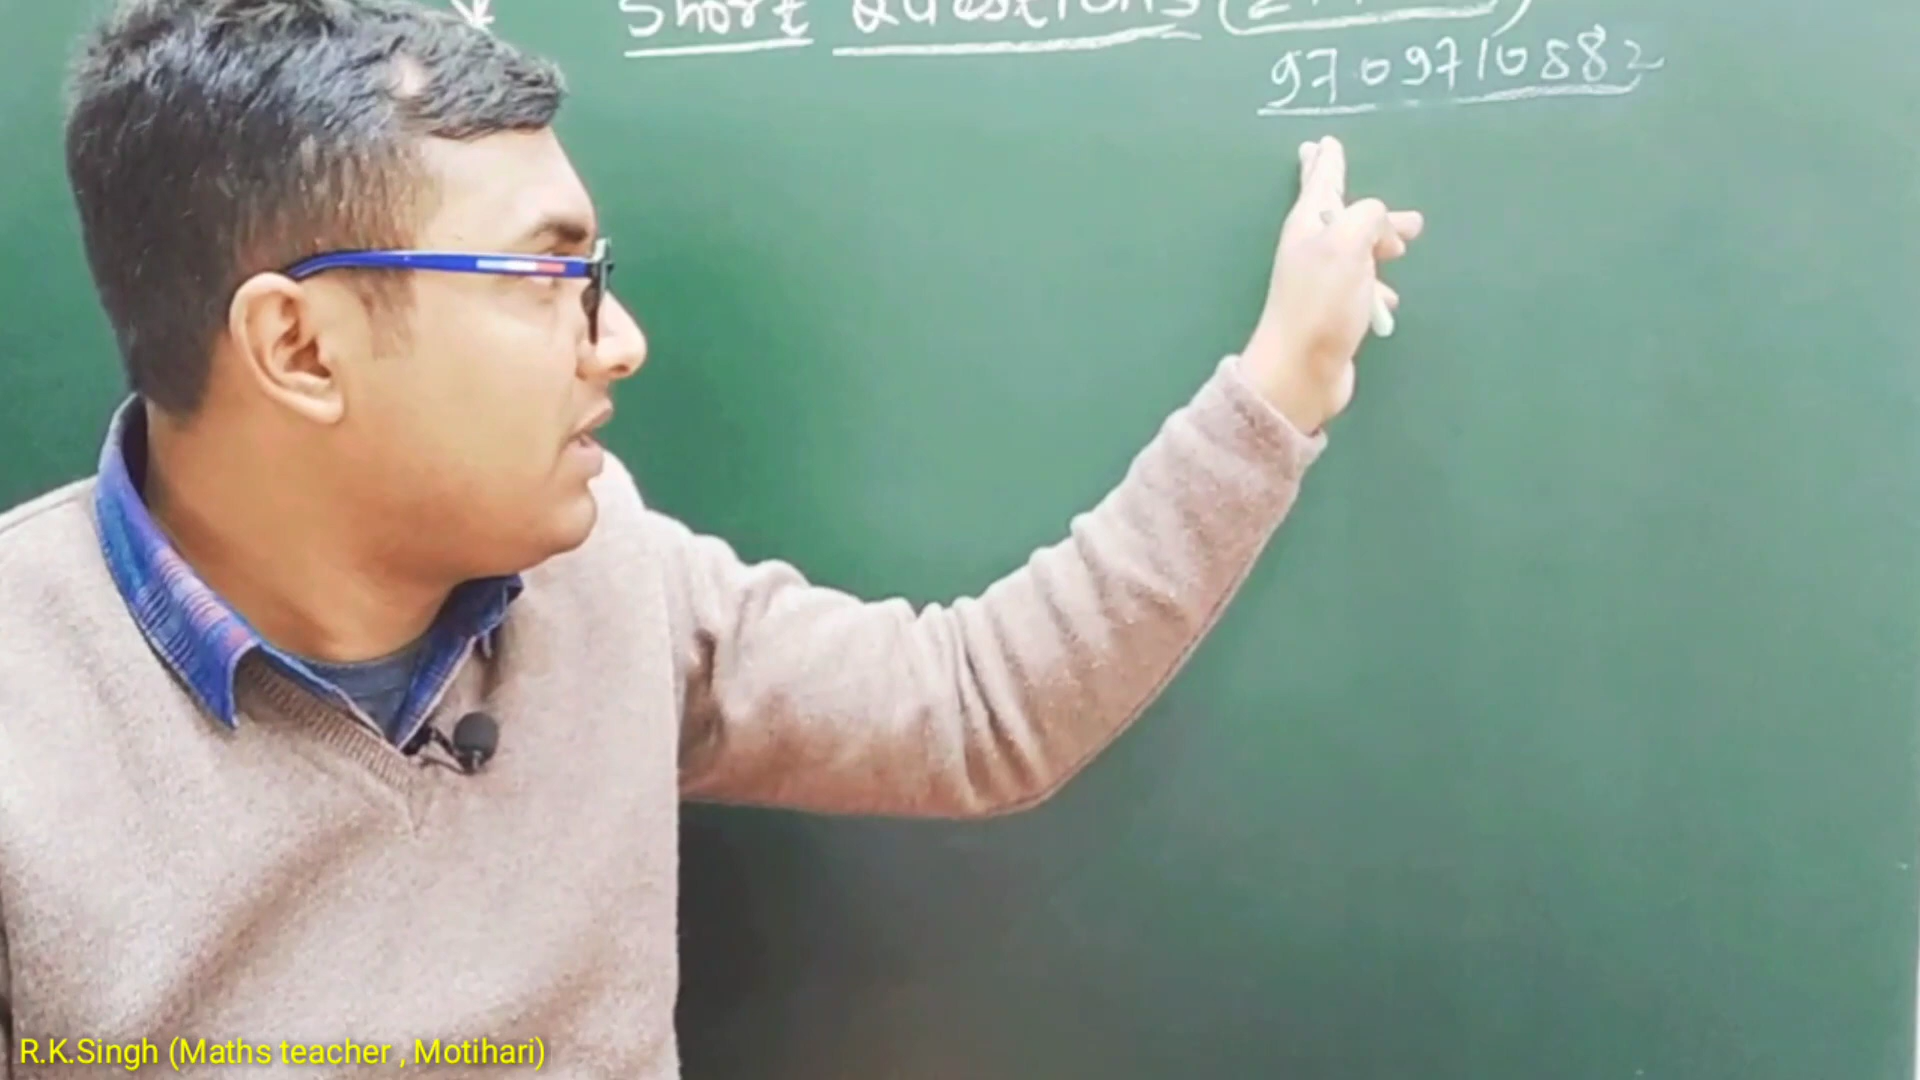 Short Questions
9709710882
R.K.Singh (Maths teacher , Motihari)